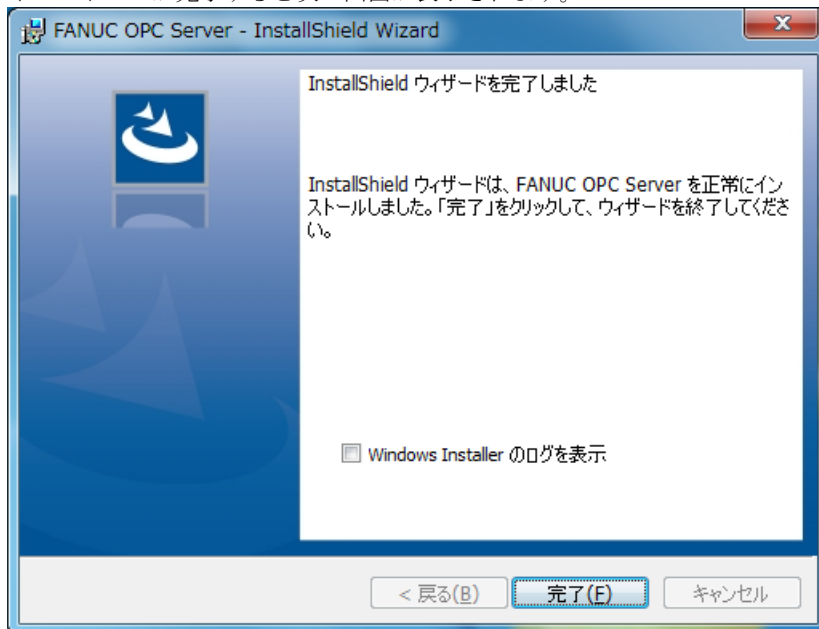 FANUC OPC Server - InstallShield Wizard
InstallShield ウィザードを完了しました
InstallShield ウィザードは、FANUC OPC Server を正常にイン
ストールしました。「完了」をクリックして、ウィザードを終了してくださ
い。
Windows Installer のログを表示
< 戻る(B)
完了(F)
キャンセル